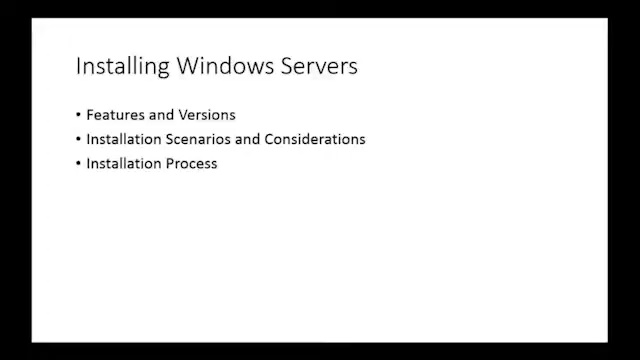 Installing Windows Servers
• Features and Versions
• Installation Scenarios and Considerations
• Installation Process